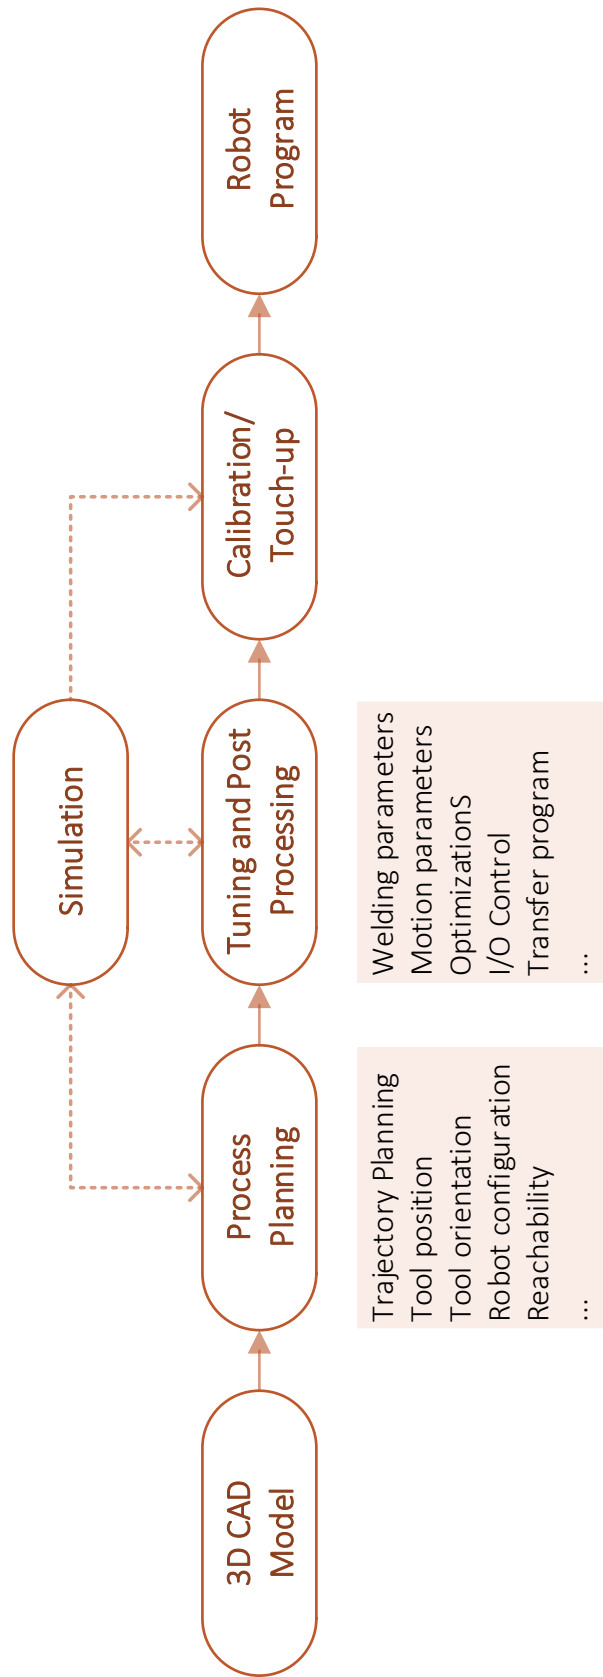 Simulation
3D CAD
Model
Process
Planning
Tuning and Post
Processing
Calibration/
Touch-up
Robot
Program
Trajectory Planning
Tool position
Tool orientation
Robot configuration
Reachability
...
Welding parameters
Motion parameters
OptimizationS
I/O Control
Transfer program
...